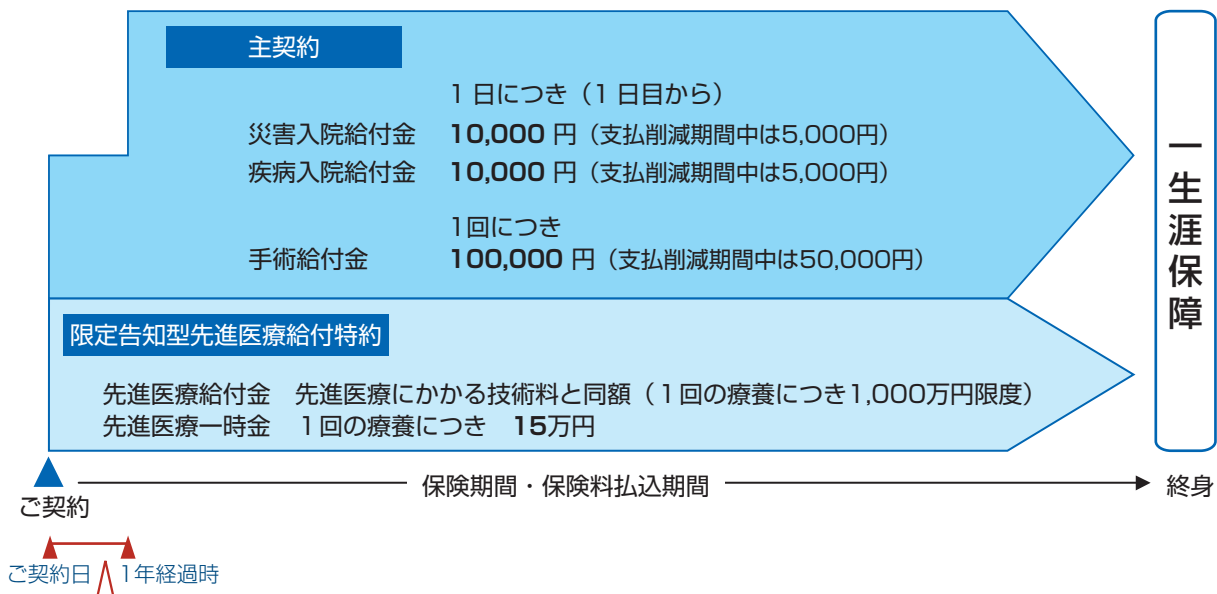 主契約
1 日につき（1 日目から）
災害入院給付金 10,000 円（支払削減期間中は5,000円）
疾病入院給付金 10,000 円（支払削減期間中は5,000円）
1回につき
手術給付金 100,000 円（支払削減期間中は50,000円）
限定告知型先進医療給付特約
先進医療給付金 先進医療にかかる技術料と同額（1回の療養につき1,000万円限度）
先進医療一時金 1回の療養につき 15万円
一生涯保障
保険期間・保険料払込期間
終身
ご契約
ご契約日
1年経過時